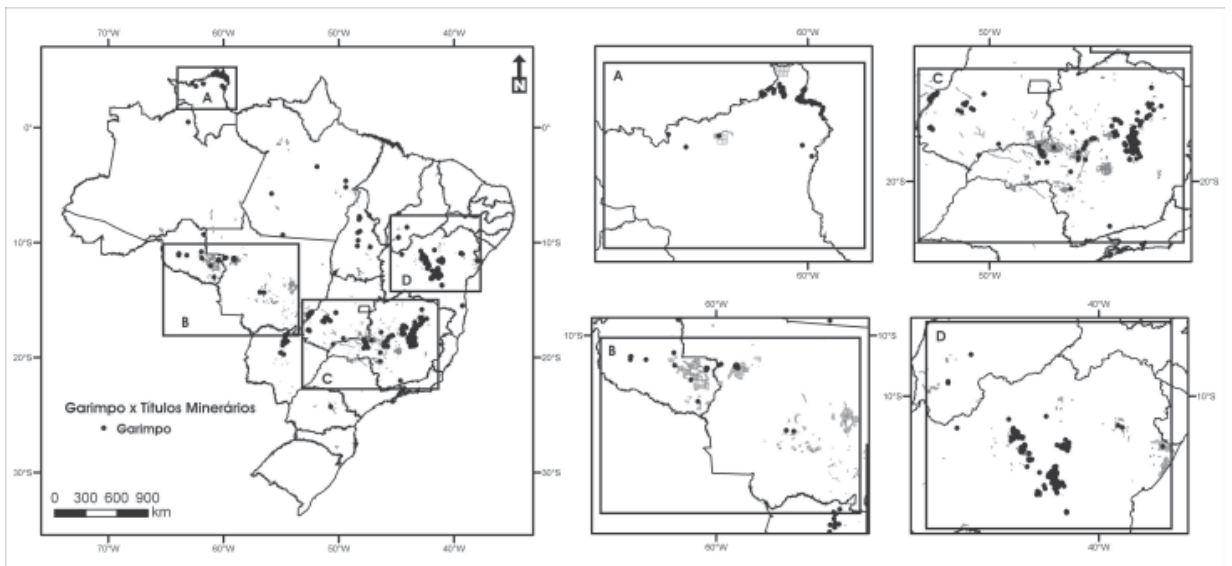 70°W 60°W 50°W 40°W
N
A
0° 0°
10°S 10°S
D
B
20°S 20°S
C
Garimpo x Títulos Minerários
Garimpo
30°S 30°S
0 300 600 900
km
70°W 60°W 50°W 40°W
60°W
A
60°W
50°W
C
20°S 20°S
50°W
60°W
10°S 10°S
B
60°W
40°W
D
10°S 10°S
40°W